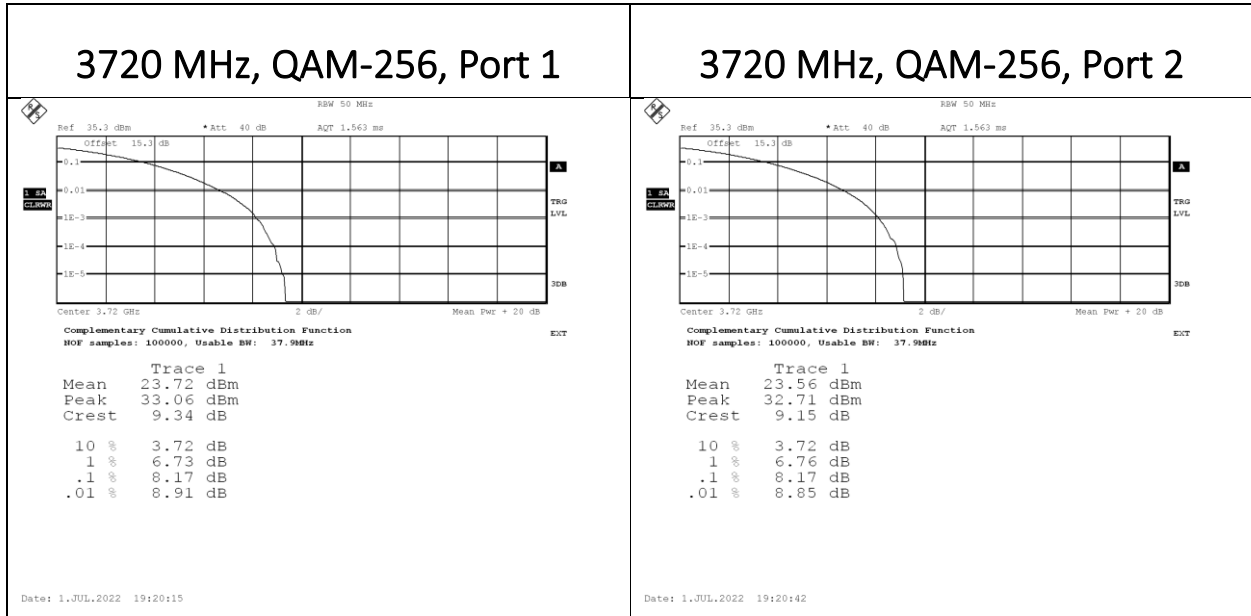 3720 MHz, QAM-256, Port 1
R S
RBW 50 MHz
Ref 35.3 dBm *Att 40 dB AQT 1.563 ms
Offset 15.3 dB
0.1
A
0.01
1 SA
CLRWR
TRG
LVL
1E-3
1E-4
1E-5
3DB
Center 3.72 GHz 2 dB/ Mean Pwr + 20 dB
Complementary Cumulative Distribution Function
NOF samples: 100000, Usable BW: 37.9MHz
EXT
Trace 1
Mean 23.72 dBm
Peak 33.06 dBm
Crest 9.34 dB
10 % 3.72 dB
1 % 6.73 dB
.1 % 8.17 dB
.01 % 8.91 dB
Date: 1.JUL.2022 19:20:15
3720 MHz, QAM-256, Port 2
R S
RBW 50 MHz
Ref 35.3 dBm *Att 40 dB AQT 1.563 ms
Offset 15.3 dB
0.1
A
0.01
1 SA
CLRWR
TRG
LVL
1E-3
1E-4
1E-5
3DB
Center 3.72 GHz 2 dB/ Mean Pwr + 20 dB
Complementary Cumulative Distribution Function
NOF samples: 100000, Usable BW: 37.9MHz
EXT
Trace 1
Mean 23.56 dBm
Peak 32.71 dBm
Crest 9.15 dB
10 % 3.72 dB
1 % 6.76 dB
.1 % 8.17 dB
.01 % 8.85 dB
Date: 1.JUL.2022 19:20:42